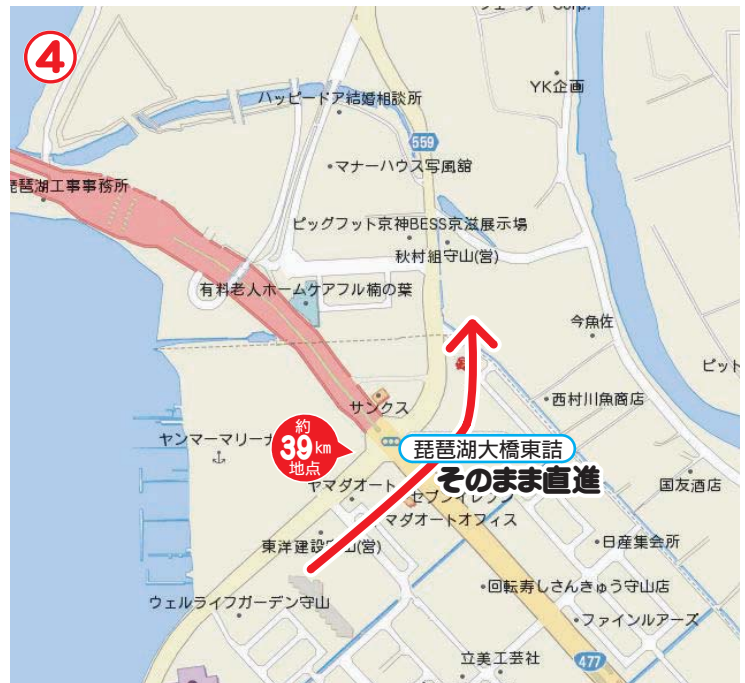 ④
YK企画
ハッピードア結婚相談所
559
マナーハウス写風舘
琵琶湖工事事務所
ビッグフット京神BESS京滋展示場
秋村組守山(営)
有料老人ホームケアフル楠の葉
今魚佐
ピット
西村川魚商店
サンクス
約
39km
地点
ヤンマーマリーナ
琵琶湖大橋東詰
そのまま直進
ヤマダオート
セブンイレブン
マダオートオフィス
国友酒店
東洋建設守山(営)
日産集会所
回転寿しさんきゅう守山店
ウェルライフガーデン守山
ファインルアーズ
立美工芸社
477